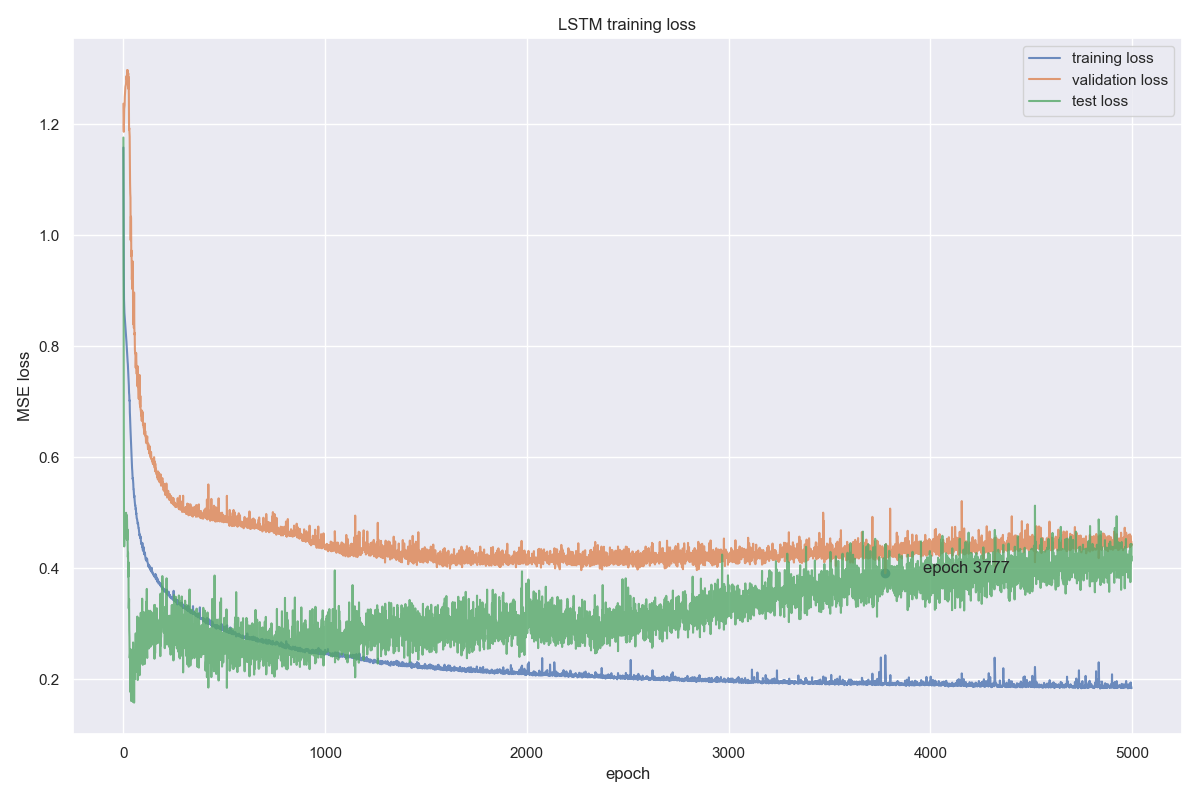 LSTM training loss
training loss
validation loss
test loss
1.2
1.0
0.8
0.6
0.4
0.2
MSE loss
epoch 3777
0
1000
2000
3000
4000
5000
epoch